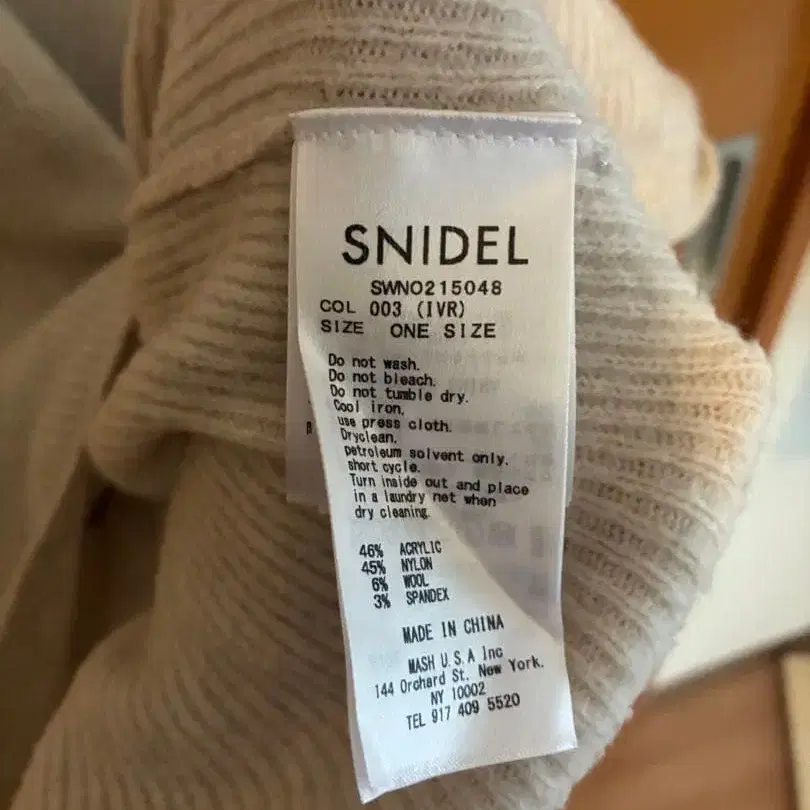 SNIDEL
SWNO215048
COL 003 (IVR)
SIZE ONE SIZE
Do not wash.
Do not bleach.
Do not tumble dry.
Cool iron,
use press cloth.
Dryclean,
petroleum solvent only,
short cycle.
Turn inside out and place
in a laundry net when
dry cleaning.
46% ACRYLIC
45% NYLON
6% WOOL
3% SPANDEX
MADE IN CHINA
MASH U.S.A Inc
144 Orchard St. New York.
NY 10002
TEL 917 409 5520